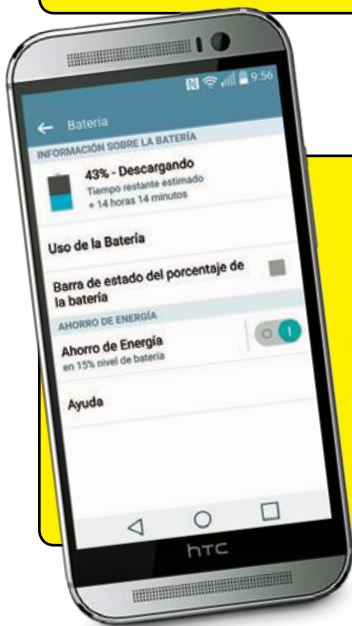 9:56
Batería
INFORMACIÓN SOBRE LA BATERÍA
43% - Descargando
Tiempo restante estimado
+ 14 horas 14 minutos
Uso de la Batería
Barra de estado del porcentaje de
la batería
AHORRO DE ENERGÍA
Ahorro de Energía
en 15% nivel de batería
Ayuda
hTC